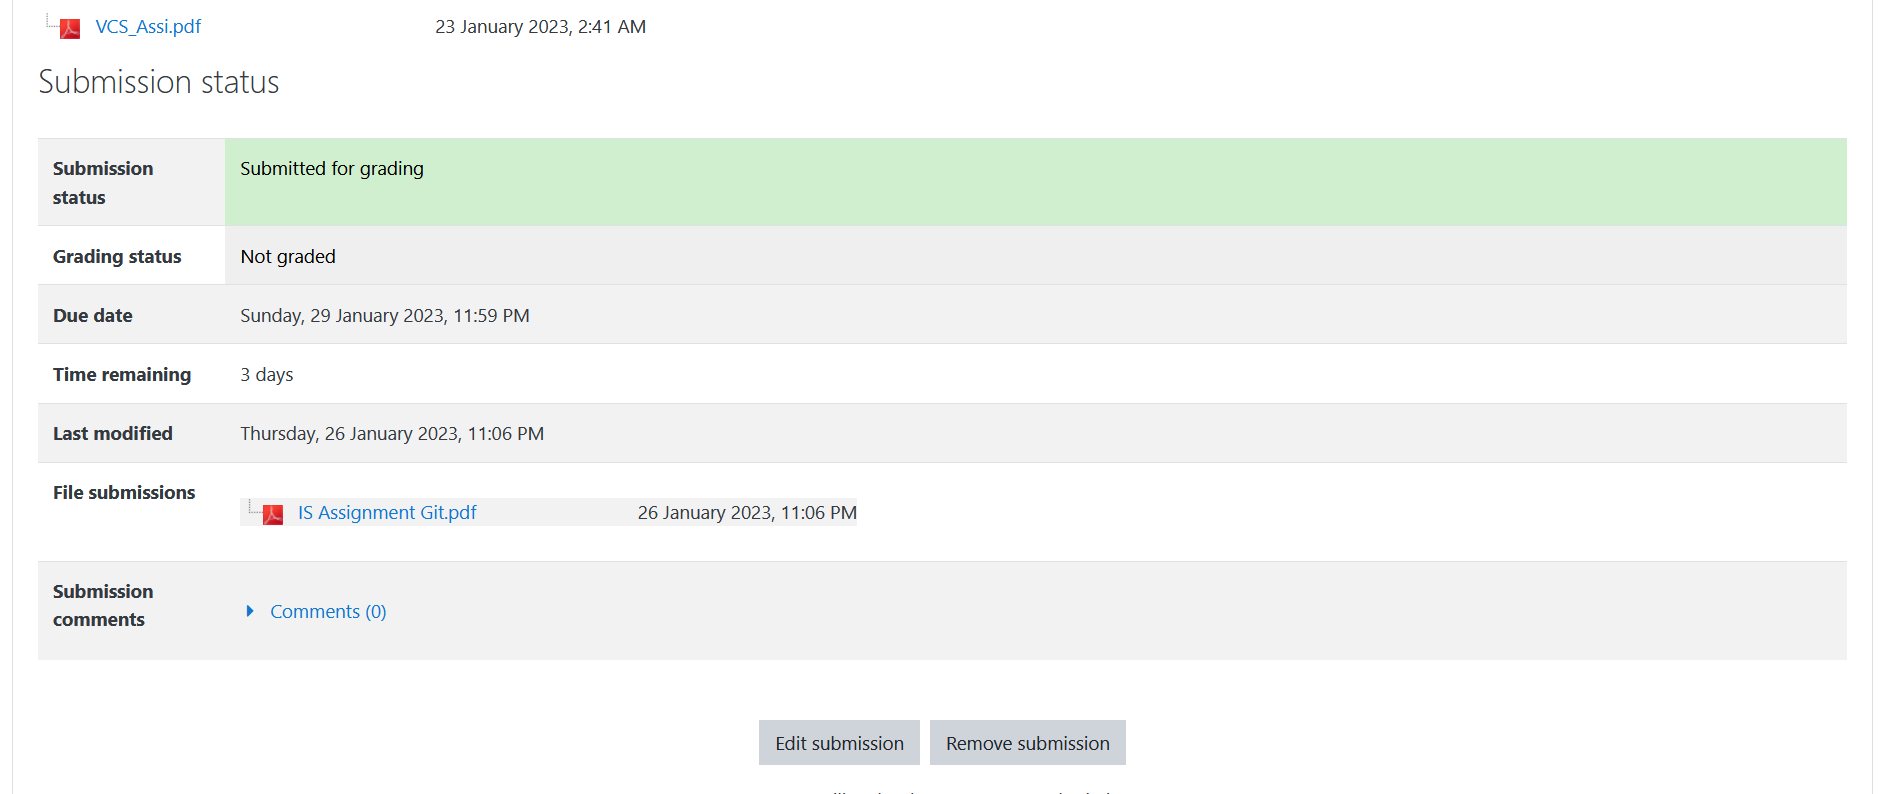 VCS_Assi.pdf 23 January 2023, 2:41 AM
Submission status
Submission status Submitted for grading
Grading status Not graded
Due date Sunday, 29 January 2023, 11:59 PM
Time remaining 3 days
Last modified Thursday, 26 January 2023, 11:06 PM
File submissions
IS Assignment Git.pdf 26 January 2023, 11:06 PM
Submission comments
Comments (0)
Edit submission Remove submission